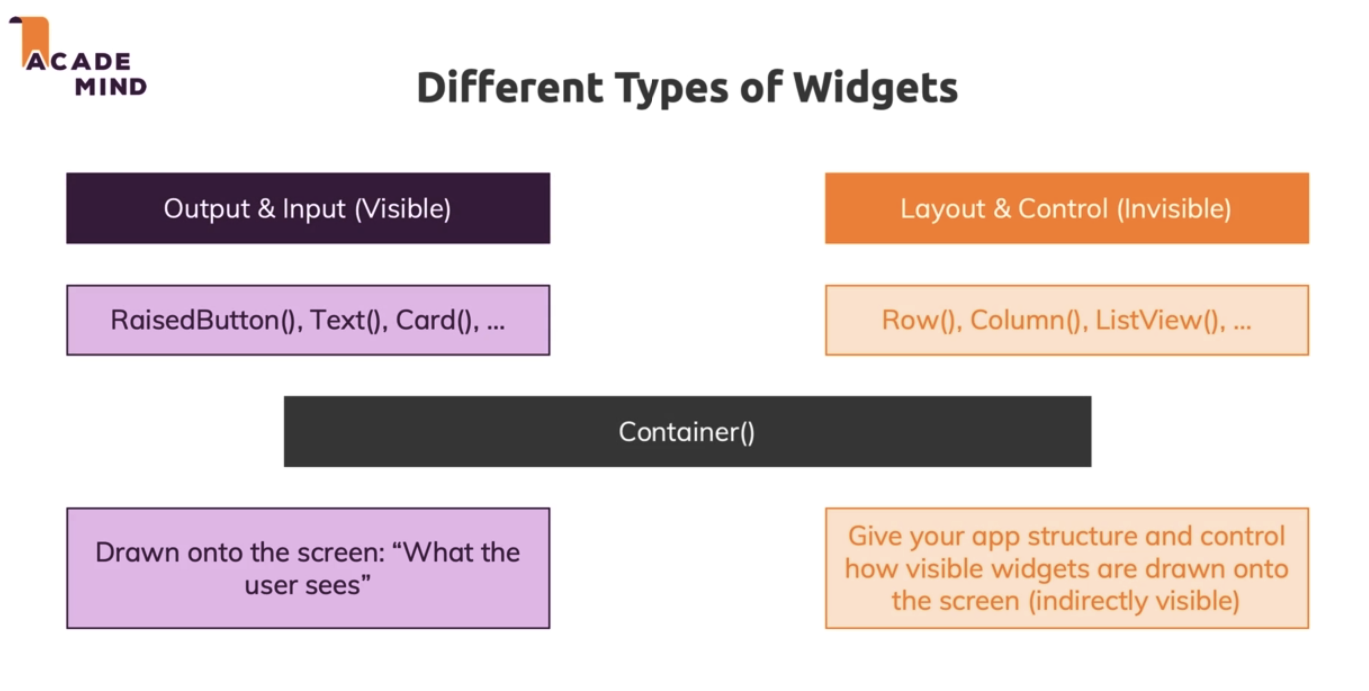 ACADE
MIND
Different Types of Widgets
Output & Input (Visible)
Layout & Control (Invisible)
RaisedButton(), Text(), Card(), ...
Row(), Column(), ListView(), ...
Container()
Drawn onto the screen: “What the
user sees”
Give your app structure and control
how visible widgets are drawn onto
the screen (indirectly visible)